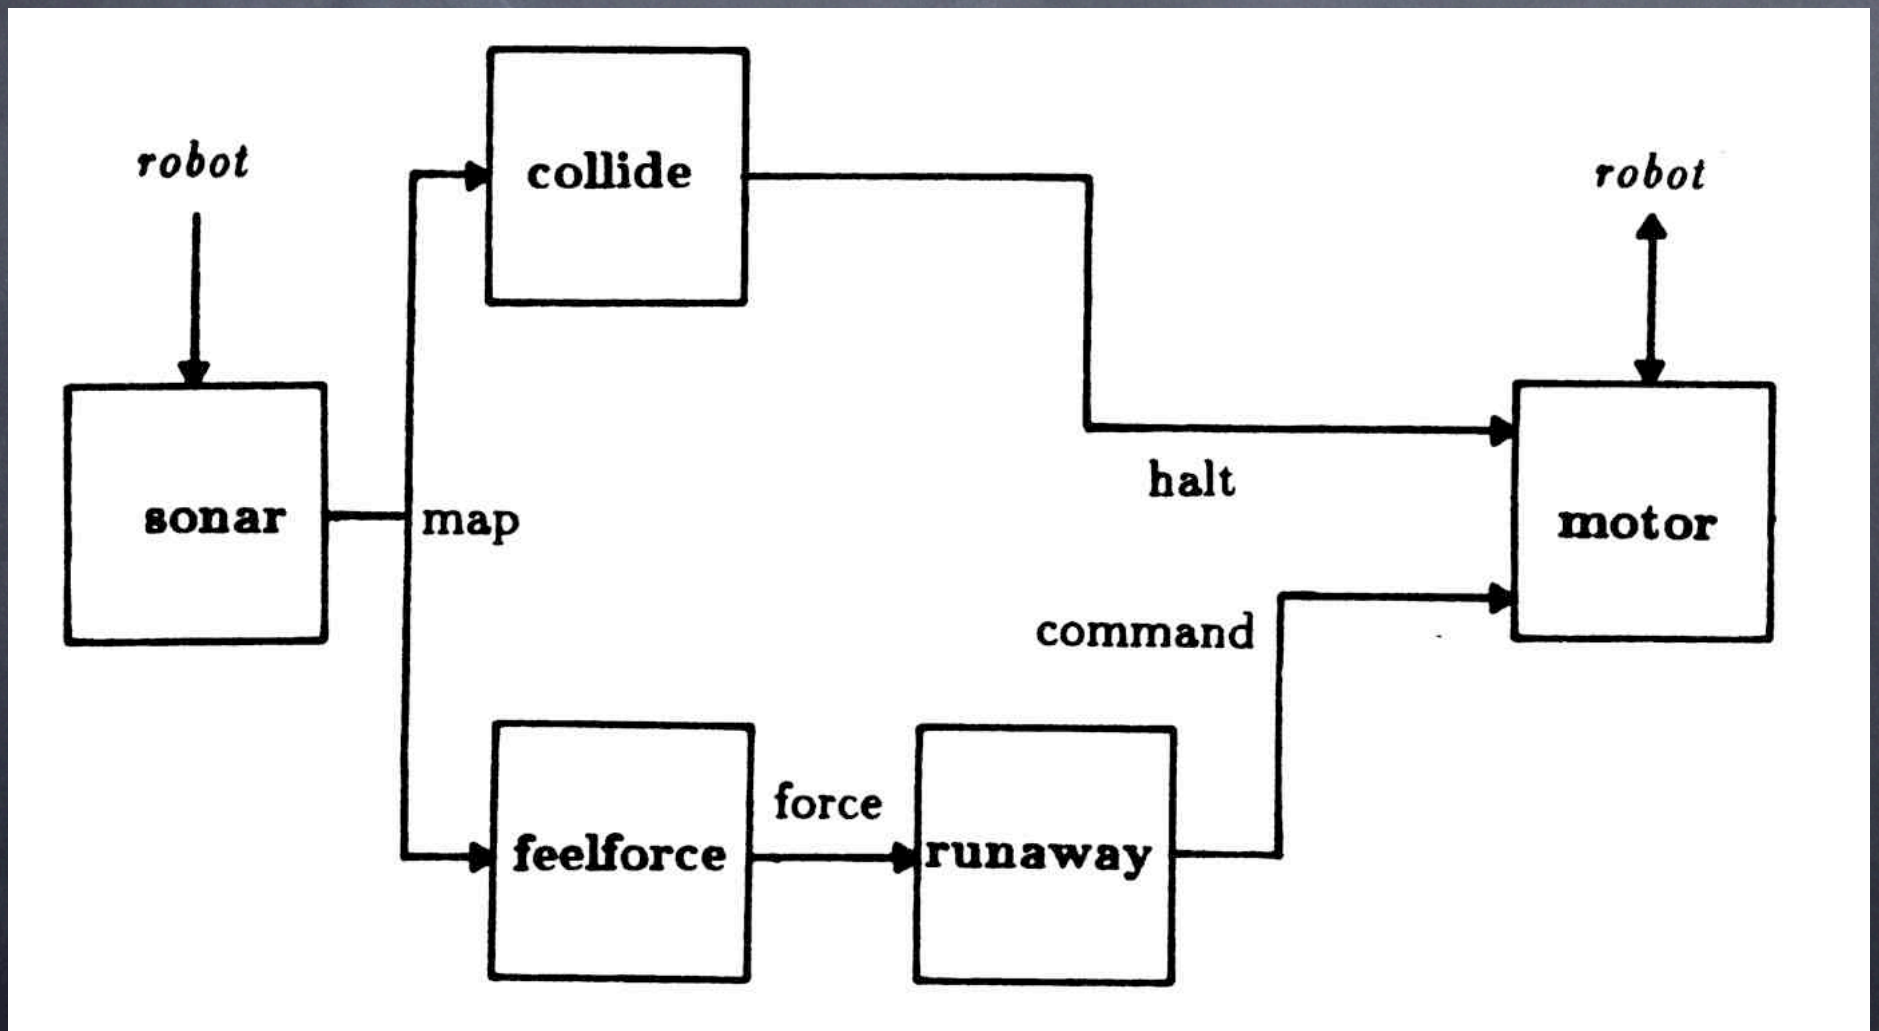 robot
collide
robot
sonar
map
halt
motor
command
feelforce
force
runaway